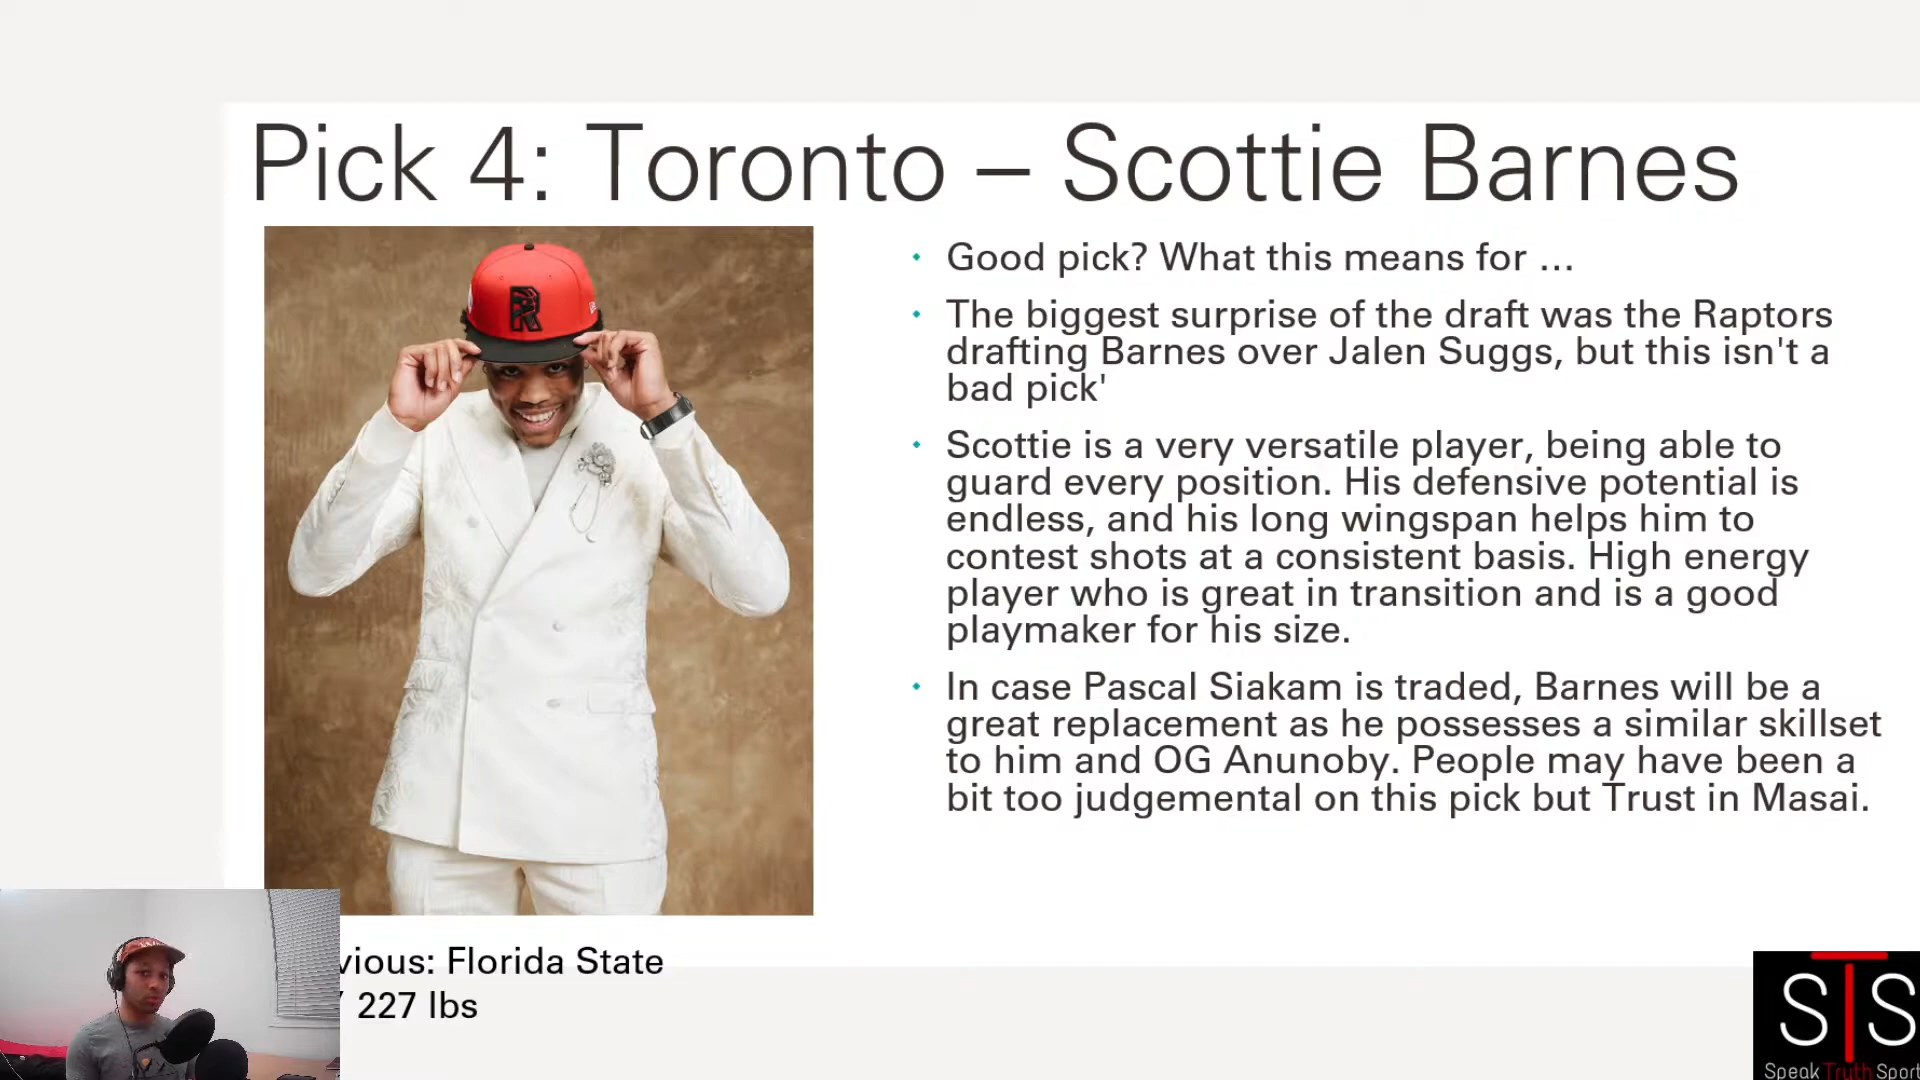 Pick 4: Toronto – Scottie Barnes
Good pick? What this means for ...
The biggest surprise of the draft was the Raptors
drafting Barnes over Jalen Suggs, but this isn't a
bad pick'
Scottie is a very versatile player, being able to
guard every position. His defensive potential is
endless, and his long wingspan helps him to
contest shots at a consistent basis. High energy
player who is great in transition and is a good
playmaker for his size.
In case Pascal Siakam is traded, Barnes will be a
great replacement as he possesses a similar skillset
to him and OG Anunoby. People may have been a
bit too judgemental on this pick but Trust in Masai.
R
vious: Florida State
227 lbs
STS
Speak Truth Sport